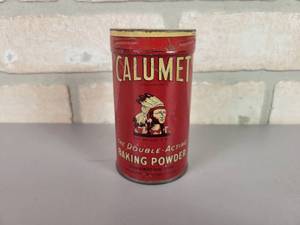 CALUMET
THE DOUBLE-ACTING
BAKING POWDER